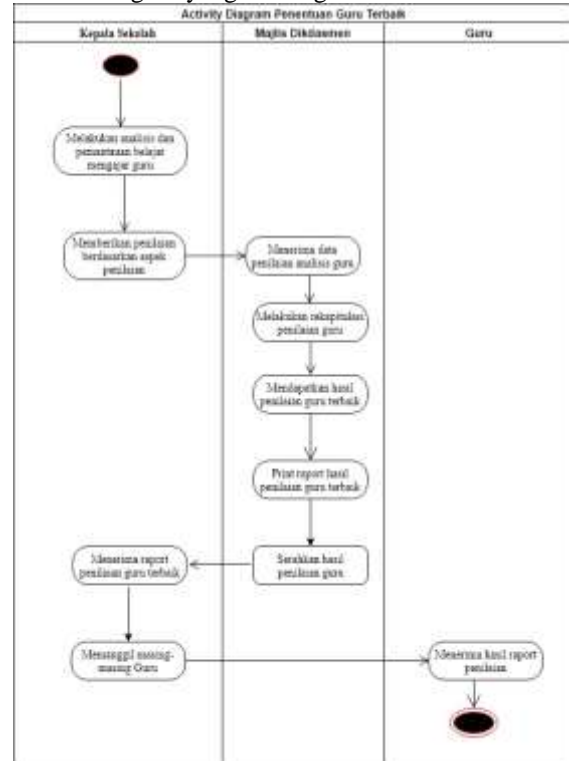 Activity Diagram Penentuan Guru Terbaik
Kepala Sekolah
Majlis Dikdasmen
Guru
Melakukan analisis dan
pemantauan belajar
mengajar guru
Memberikan penilaian
berdasarkan aspek
penilaian
Menerima data
penilaian analisis guru
Melakukan rekapitulasi
penilaian guru
Mendapatkan hasil
penilaian guru terbaik
Print raport hasil
penilaian guru terbaik
Serahkan hasil
penilaian guru
Menerima raport
penilaian guru terbaik
Memanggil masing-
masing Guru
Menerima hasil raport
penilaian